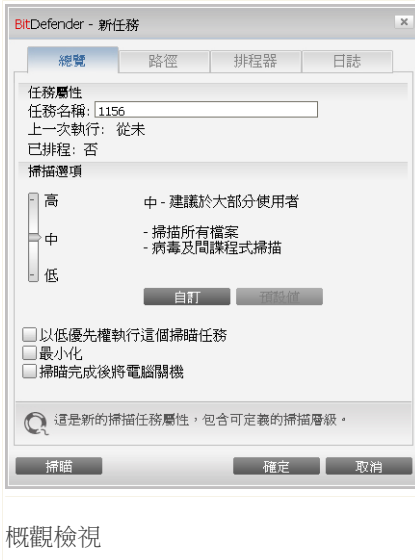 BitDefender - 新任務
總覽 路徑 排程器 日誌
任務屬性
任務名稱: 1156
上一次執行: 從未
已排程: 否
掃描選項
高
中
低
中 - 建議於大部分使用者
- 掃描所有檔案
- 病毒及間諜程式掃描
自訂 預設值
以低優先權執行這個掃瞄任務
最小化
掃瞄完成後將電腦關機
這是新的掃描任務屬性，包含可定義的掃描層級。
掃瞄 確定 取消
概觀檢視